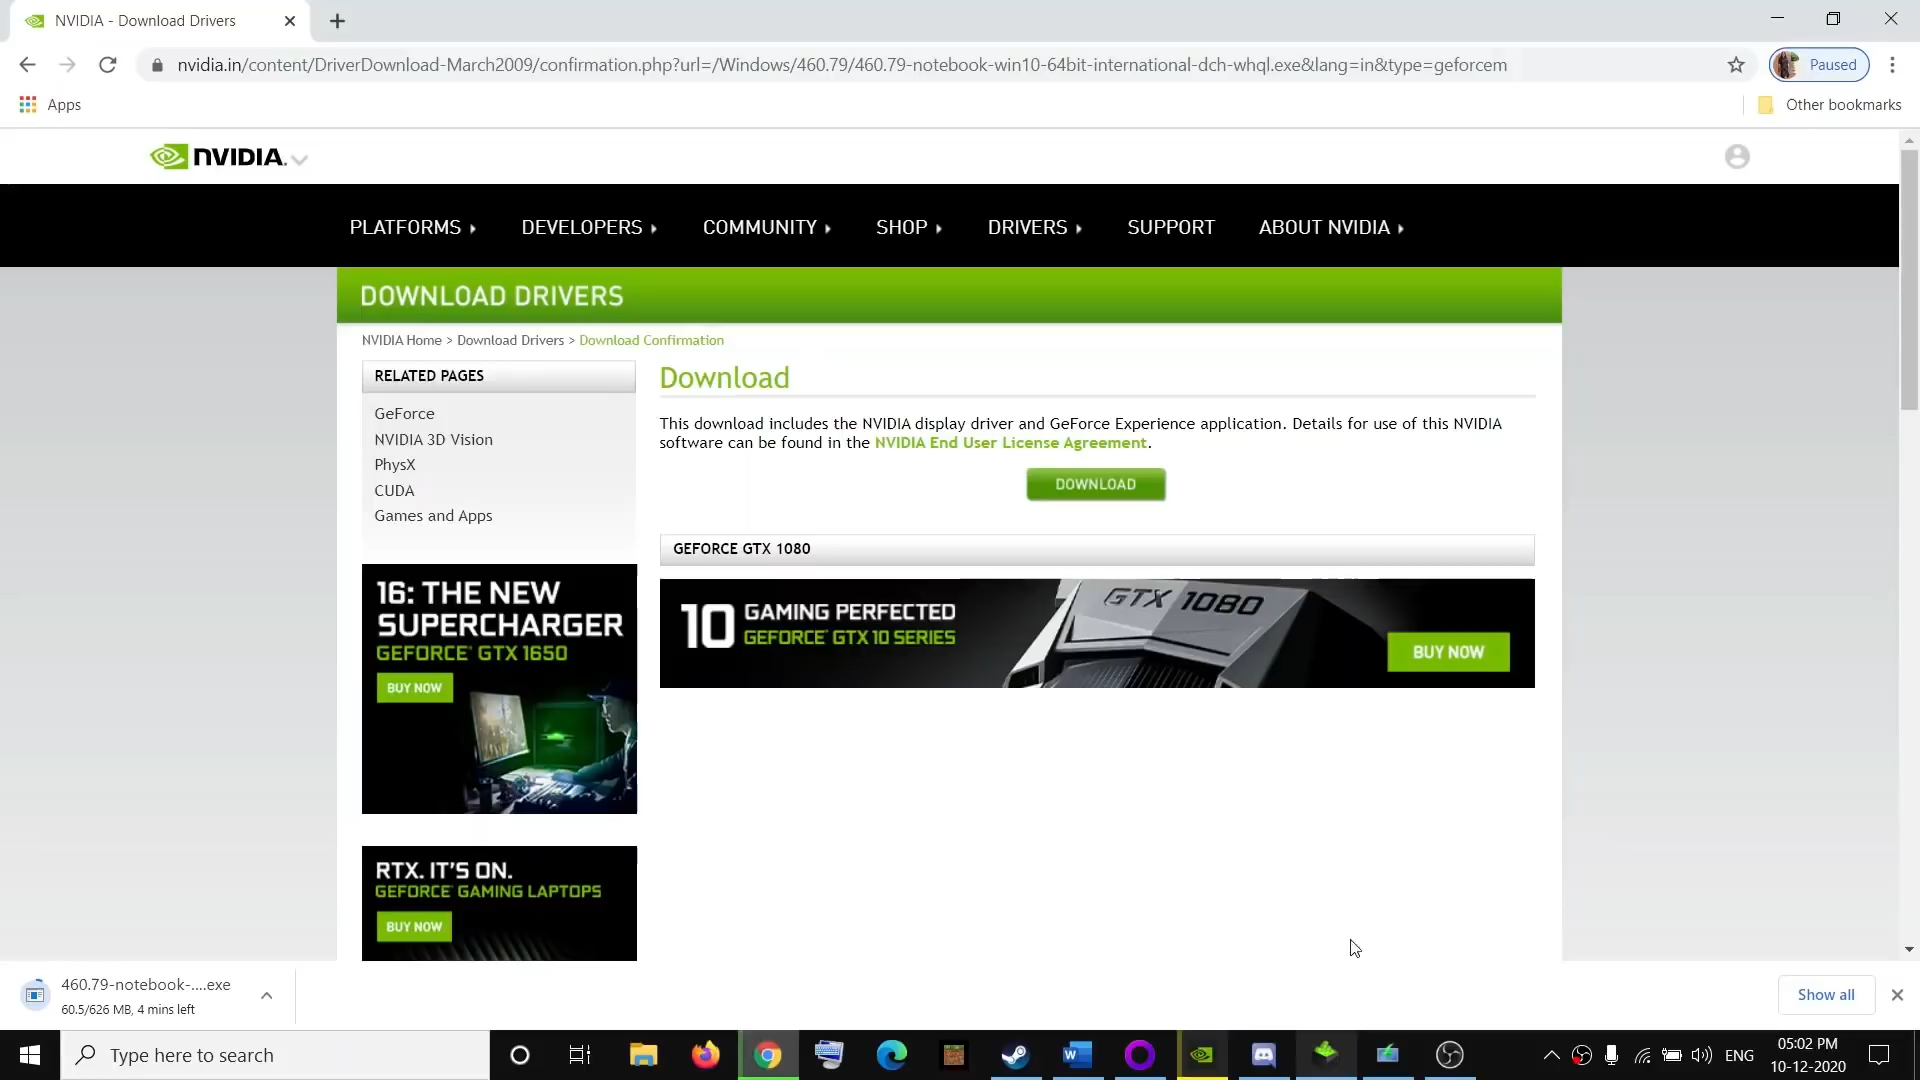 NVIDIA - Download Drivers
nvidia.in/content/DriverDownload-March2009/confirmation.php?url=/Windows/460.79/460.79-notebook-win10-64bit-international-dch-whql.exe&lang=in&type=geforcem
Paused
Apps
Other bookmarks
NVIDIA.
PLATFORMS
DEVELOPERS
COMMUNITY
SHOP
DRIVERS
SUPPORT
ABOUT NVIDIA
DOWNLOAD DRIVERS
NVIDIA Home > Download Drivers > Download Confirmation
RELATED PAGES
GeForce
NVIDIA 3D Vision
PhysX
CUDA
Games and Apps
16: THE NEW
SUPERCHARGER
GEFORCE® GTX 1650
BUY NOW
RTX. IT'S ON.
GEFORCE® GAMING LAPTOPS
BUY NOW
Download
This download includes the NVIDIA display driver and GeForce Experience application. Details for use of this NVIDIA
software can be found in the NVIDIA End User License Agreement.
DOWNLOAD
GEFORCE GTX 1080
10 GAMING PERFECTED
GEFORCE® GTX 10 SERIES
GTX 1080
BUY NOW
460.79-notebook-....exe
60.5/626 MB, 4 mins left
Show all
Type here to search
ENG
05:02 PM
10-12-2020